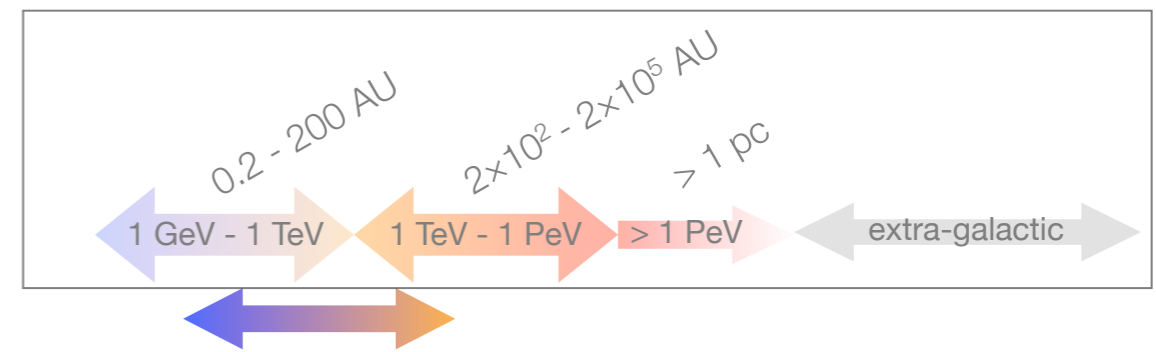 0.2 - 200 AU
2×10² - 2×10⁵ AU
> 1 pc
1 GeV - 1 TeV
1 TeV - 1 PeV
> 1 PeV
extra-galactic